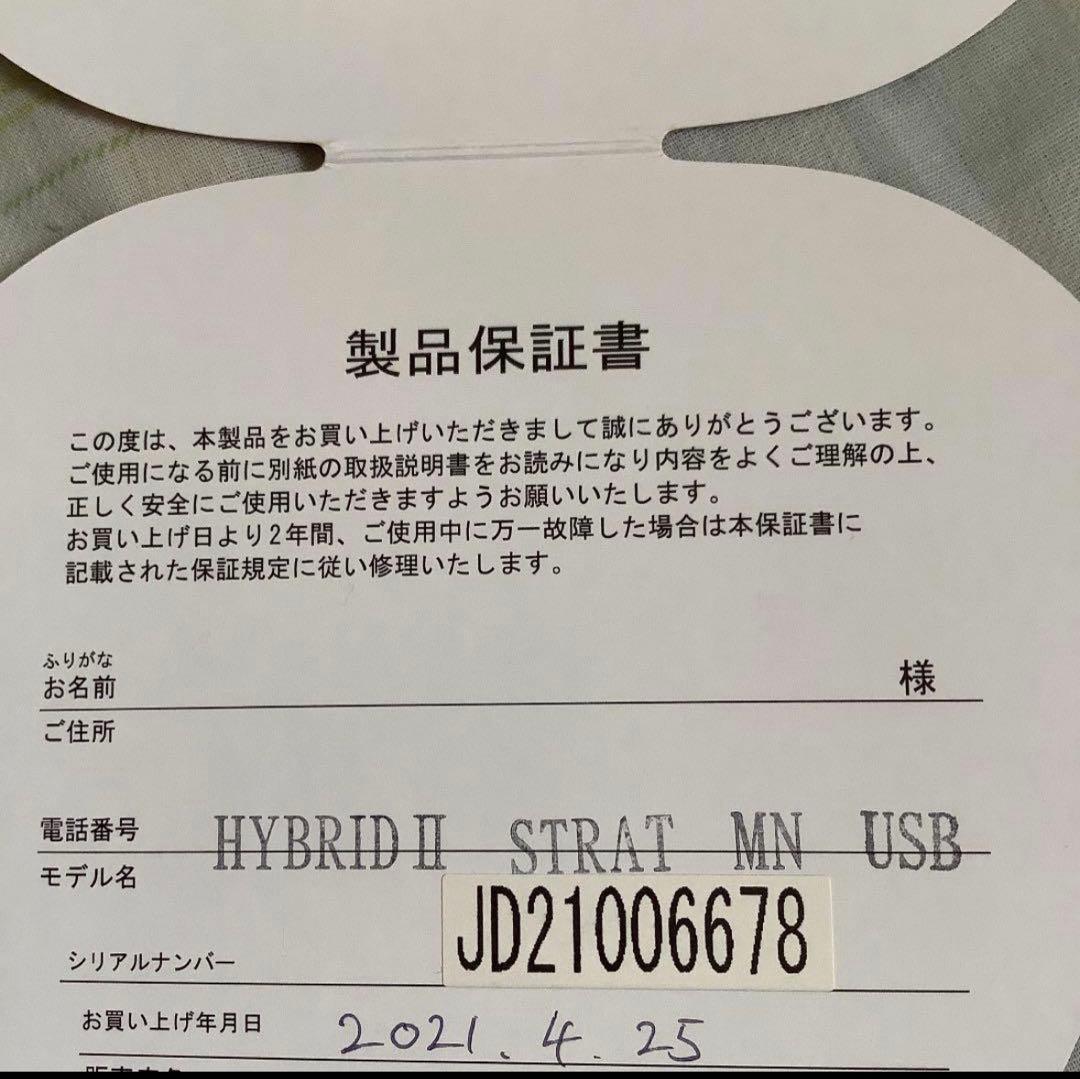 製品保証書
この度は、本製品をお買い上げいただきまして誠にありがとうございます。
ご使用になる前に別紙の取扱説明書をお読みになり内容をよくご理解の上、
正しく安全にご使用いただきますようお願いいたします。
お買い上げ日より2年間、ご使用中に万一故障した場合は本保証書に
記載された保証規定に従い修理いたします。
ふりがな
お名前 様
ご住所
電話番号 HYBRID II STRAT MN USB
モデル名
シリアルナンバー JD21006678
お買い上げ年月日 2021.4.25